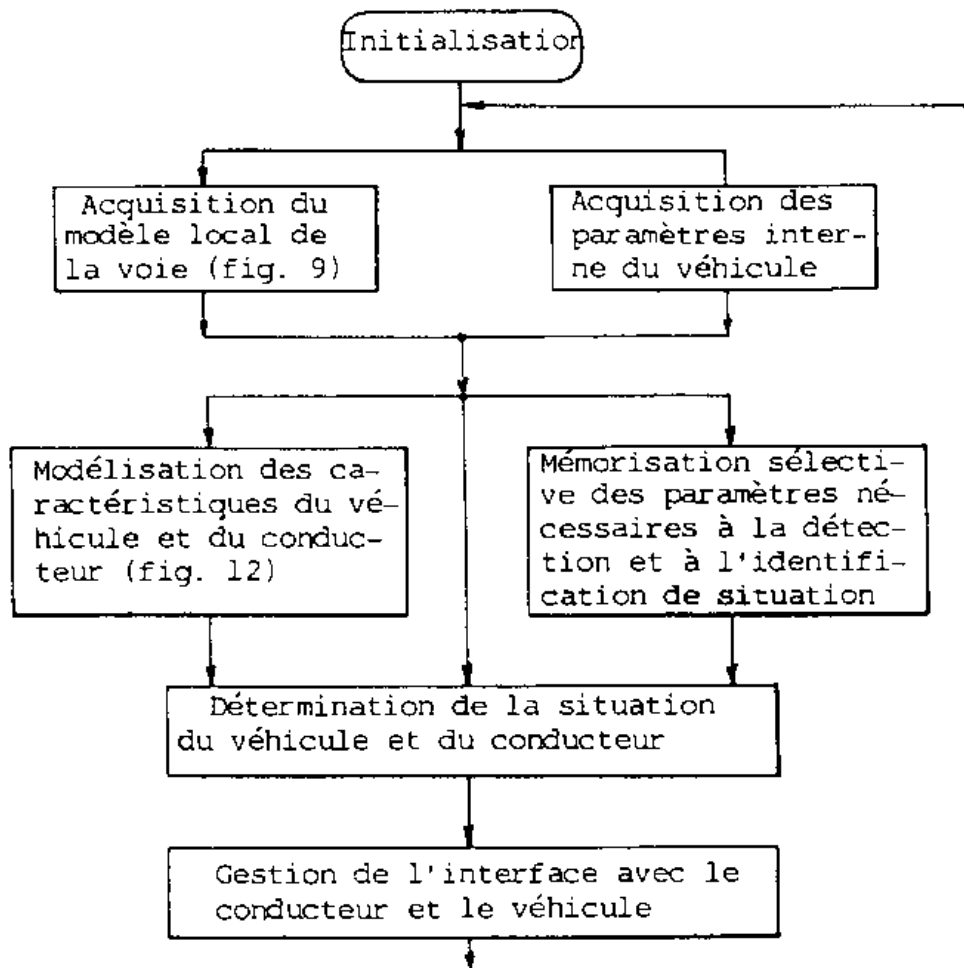 Initialisation
Acquisition du
modèle local de
la voie (fig. 9)
Acquisition des
paramètres inter-
ne du véhicule
Modélisation des ca-
ractéristiques du vé-
hicule et du conduc-
teur (fig. 12)
Mémorisation sélecti-
ve des paramètres né-
cessaires à la détec-
tion et à l'identifi-
cation de situation
Détermination de la situation
du véhicule et du conducteur
Gestion de l'interface avec le
conducteur et le véhicule